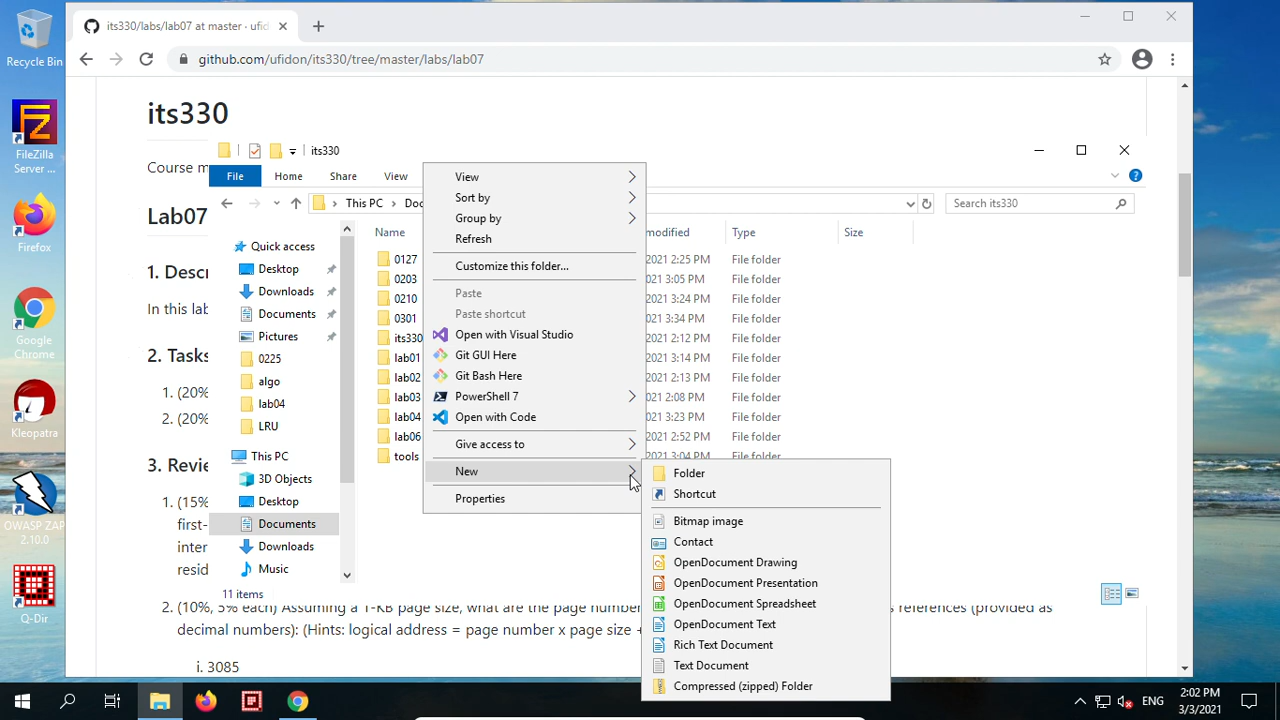 Recycle Bin
FileZilla
Server ...
Firefox
Google
Chrome
Kleopatra
OWASP ZAP
2.10.0
Q-Dir
its330/labs/lab07 at master · ufid
github.com/ufidon/its330/tree/master/labs/lab07
its330
Course m
Lab07
1. Descr
In this lab
2. Tasks
1. (20%
2. (20%
3. Revie
1. (15%
first-
inter
resid
2. (10%, 5% each) Assuming a 1-KB page size, what are the page number
s references (provided as
decimal numbers): (Hints: logical address = page number x page size +
i. 3085
its330
File
Home
Share
View
This PC
Doc
Search its330
Quick access
Desktop
Downloads
Documents
Pictures
0225
algo
lab04
LRU
This PC
3D Objects
Desktop
Documents
Downloads
Music
11 items
Name
modified
Type
Size
0127
2021 2:25 PM
File folder
0203
2021 3:05 PM
File folder
0210
2021 3:24 PM
File folder
0301
2021 3:34 PM
File folder
its330
2021 2:12 PM
File folder
lab01
2021 3:14 PM
File folder
lab02
2021 2:13 PM
File folder
lab03
2021 2:08 PM
File folder
lab04
021 3:23 PM
File folder
lab06
2021 2:52 PM
File folder
tools
2021 3:04 PM
File folder
View
Sort by
Group by
Refresh
Customize this folder...
Paste
Paste shortcut
Open with Visual Studio
Git GUI Here
Git Bash Here
PowerShell 7
Open with Code
Give access to
New
Properties
Folder
Shortcut
Bitmap image
Contact
OpenDocument Drawing
OpenDocument Presentation
OpenDocument Spreadsheet
OpenDocument Text
Rich Text Document
Text Document
Compressed (zipped) Folder
ENG
2:02 PM
3/3/2021